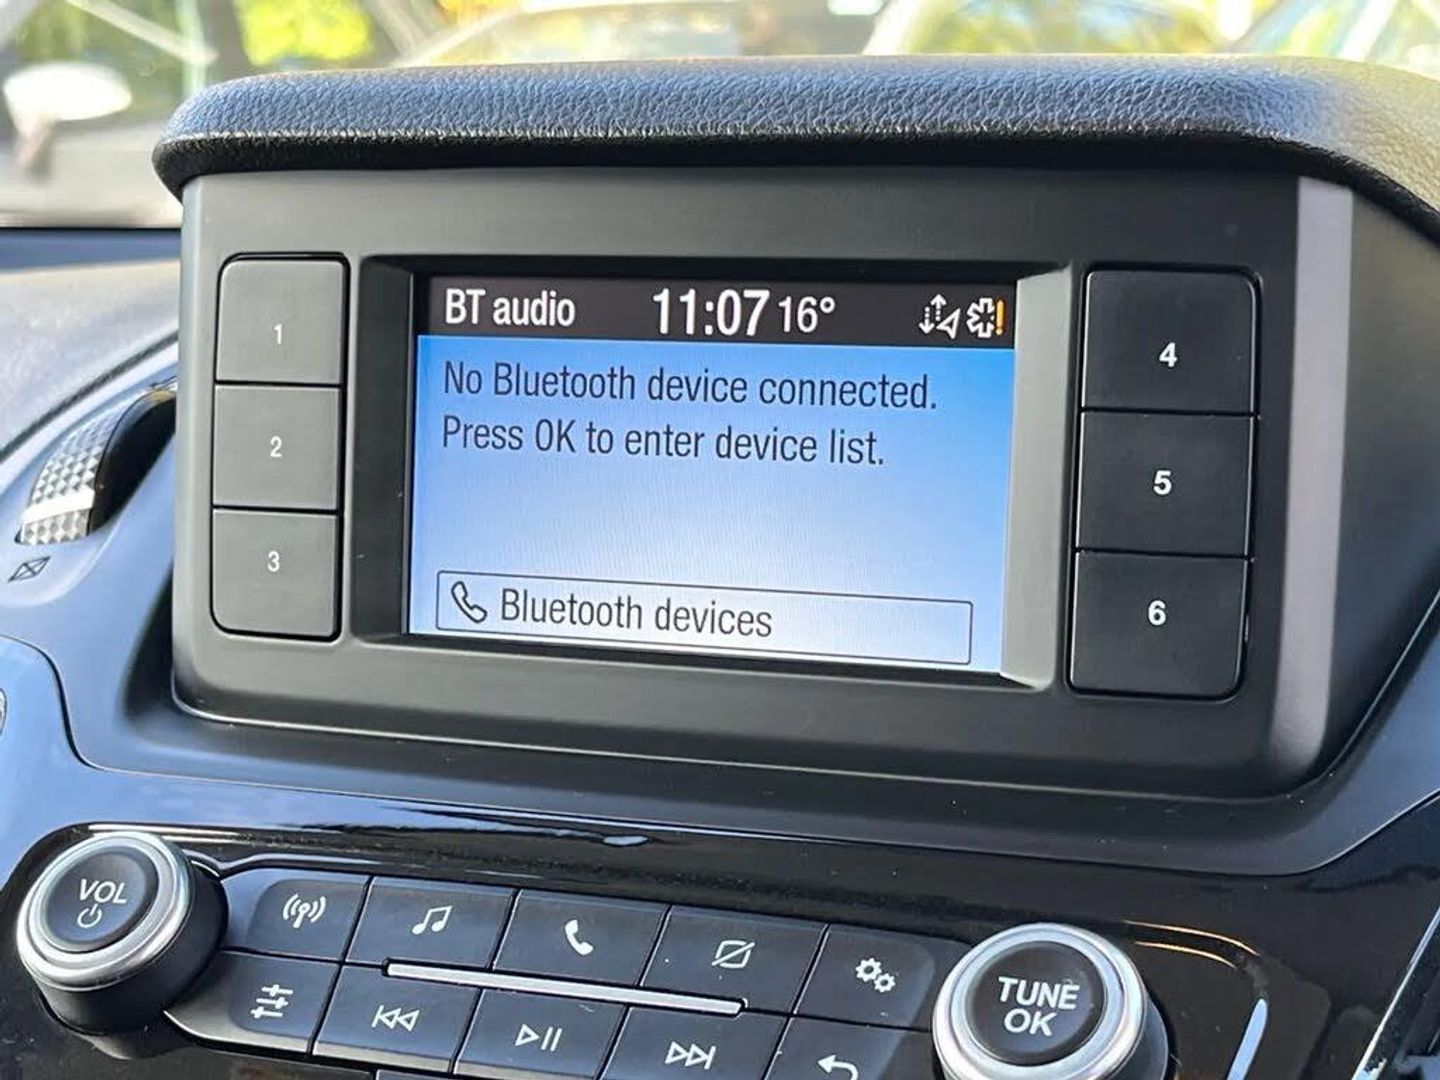 BT audio 11:07 16°
No Bluetooth device connected.
Press OK to enter device list.
Bluetooth devices
1
2
3
4
5
6
VOL
TUNE
OK